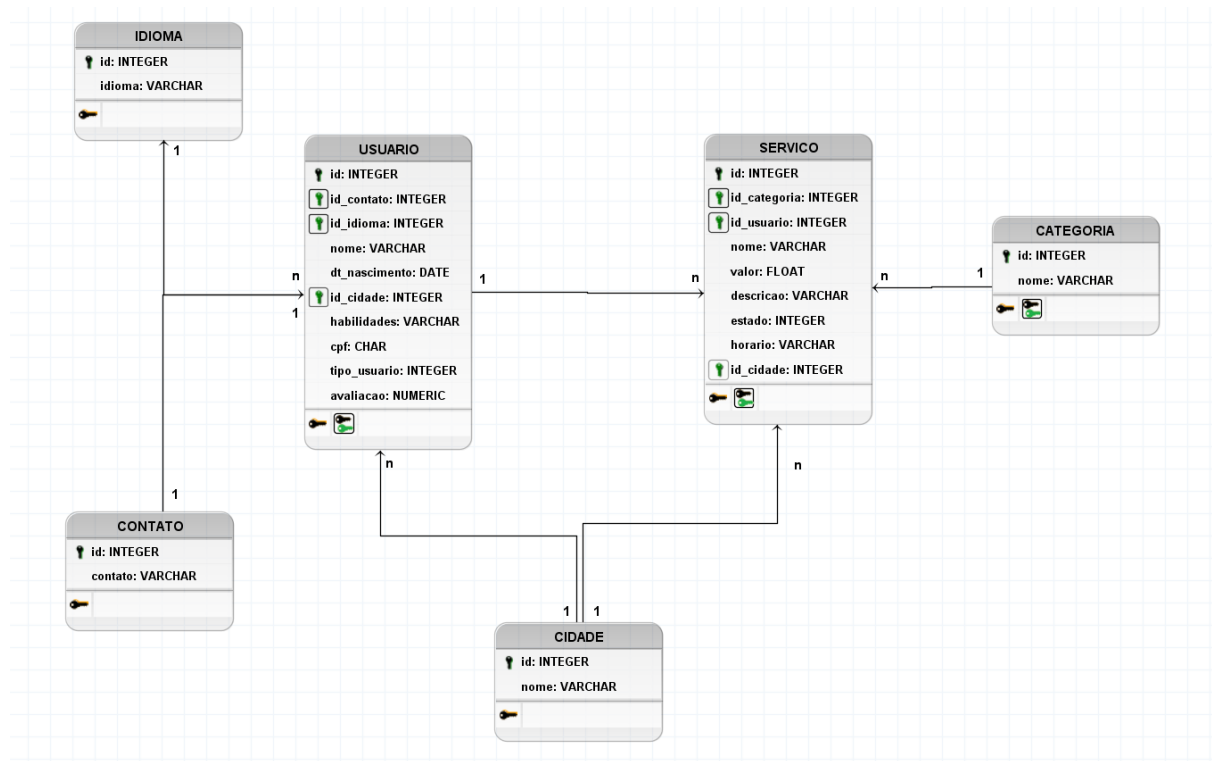 IDIOMA
id: INTEGER
idioma: VARCHAR
1
USUARIO
id: INTEGER
id_contato: INTEGER
id_idioma: INTEGER
nome: VARCHAR
dt_nascimento: DATE
id_cidade: INTEGER
habilidades: VARCHAR
cpf: CHAR
tipo_usuario: INTEGER
avaliacao: NUMERIC
n
1
1
n
n
SERVICO
id: INTEGER
id_categoria: INTEGER
id_usuario: INTEGER
nome: VARCHAR
valor: FLOAT
descricao: VARCHAR
estado: INTEGER
horario: VARCHAR
id_cidade: INTEGER
n
1
n
CATEGORIA
id: INTEGER
nome: VARCHAR
1
CONTATO
id: INTEGER
contato: VARCHAR
1
1
CIDADE
id: INTEGER
nome: VARCHAR